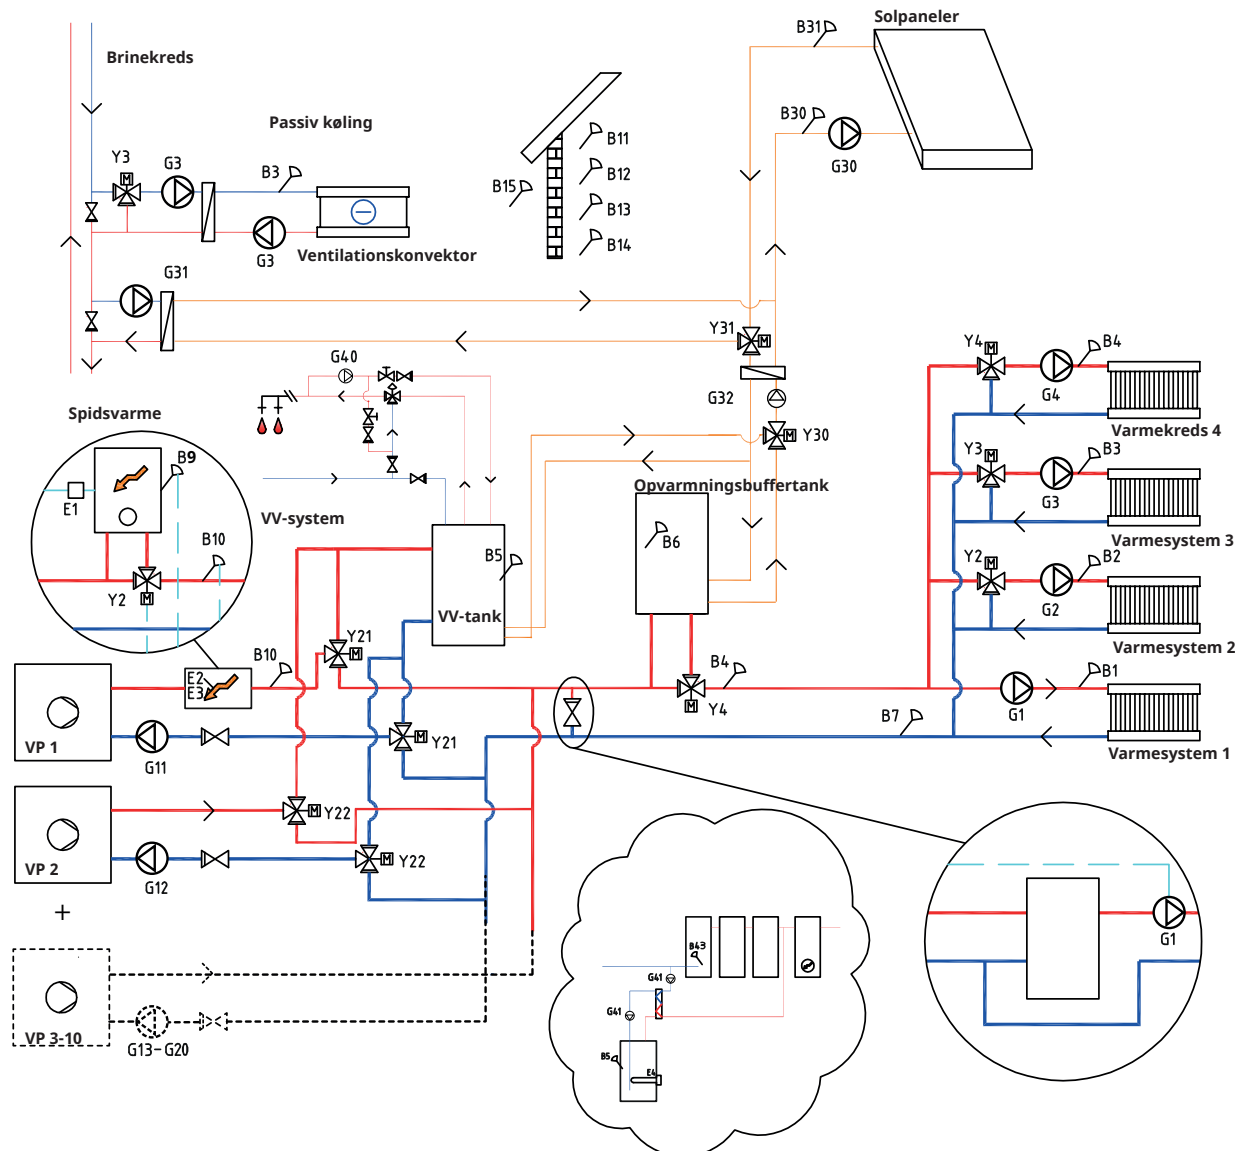 Solpaneler
B31
Brinekreds
B30
Passiv køling
B11
G30
Y3
G3
B3
M
B12
B15
B13
B14
G3
Ventilationskonvektor
G31
Y31
M
Y4
M
B4
G40
G32
G4
Spidsvarme
Y30
M
Varmekreds 4
Y3
M
B3
B9
Opvarmningsbuffertank
G3
E1
VV-system
B6
Varmesystem 3
B10
B5
Y2
M
B2
Y2
M
G2
VV-tank
Y21
M
Varmesystem 2
B10
B4
B1
E2
E3
Y4
M
G1
B7
VP 1
Y21
M
Varmesystem 1
G11
Y22
M
VP 2
Y22
M
G12
+
G1
B43
G41
G41
VP 3-10
G13-G20
B5
E4